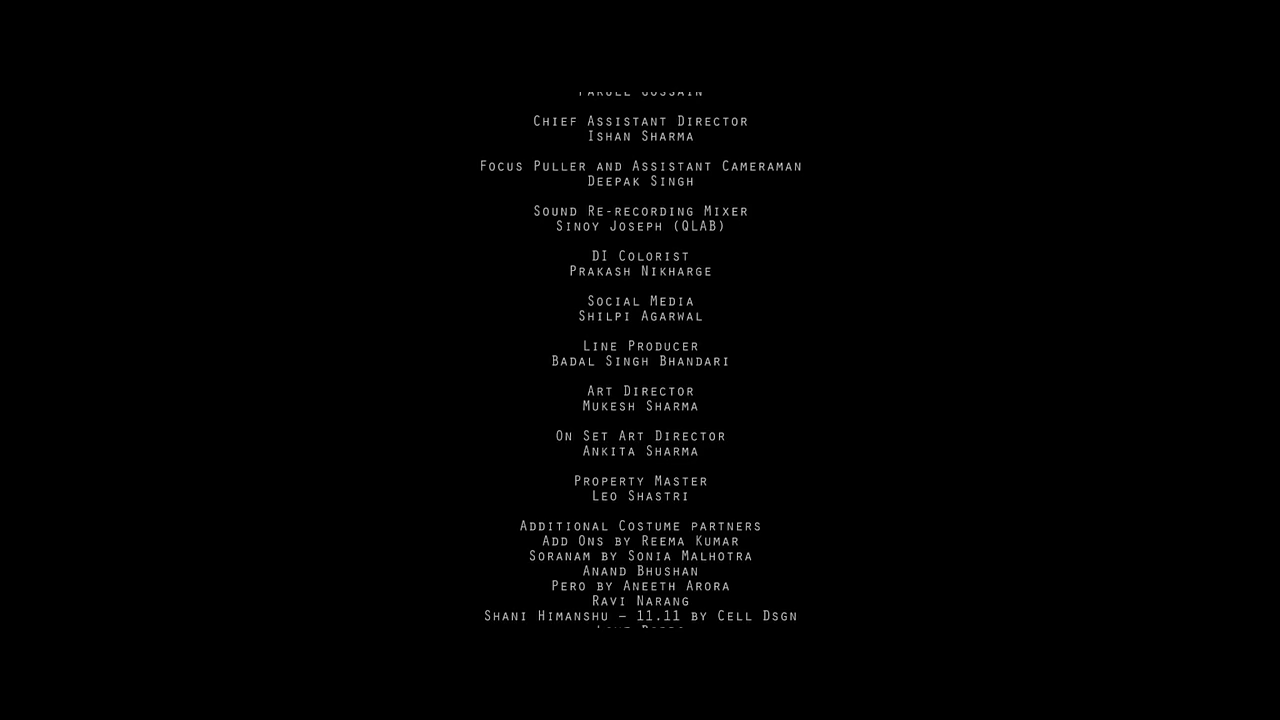 Chief Assistant Director
Ishan Sharma
Focus Puller and Assistant Cameraman
Deepak Singh
Sound Re-recording Mixer
Sinoy Joseph (QLAB)
DI Colorist
Prakash Nikharge
Social Media
Shilpi Agarwal
Line Producer
Badal Singh Bhandari
Art Director
Mukesh Sharma
On Set Art Director
Ankita Sharma
Property Master
Leo Shastri
Additional Costume partners
Add Ons by Reema Kumar
Soranam by Sonia Malhotra
Anand Bhushan
Pero by Aneeth Arora
Ravi Narang
Shani Himanshu – 11.11 by Cell Dsgn